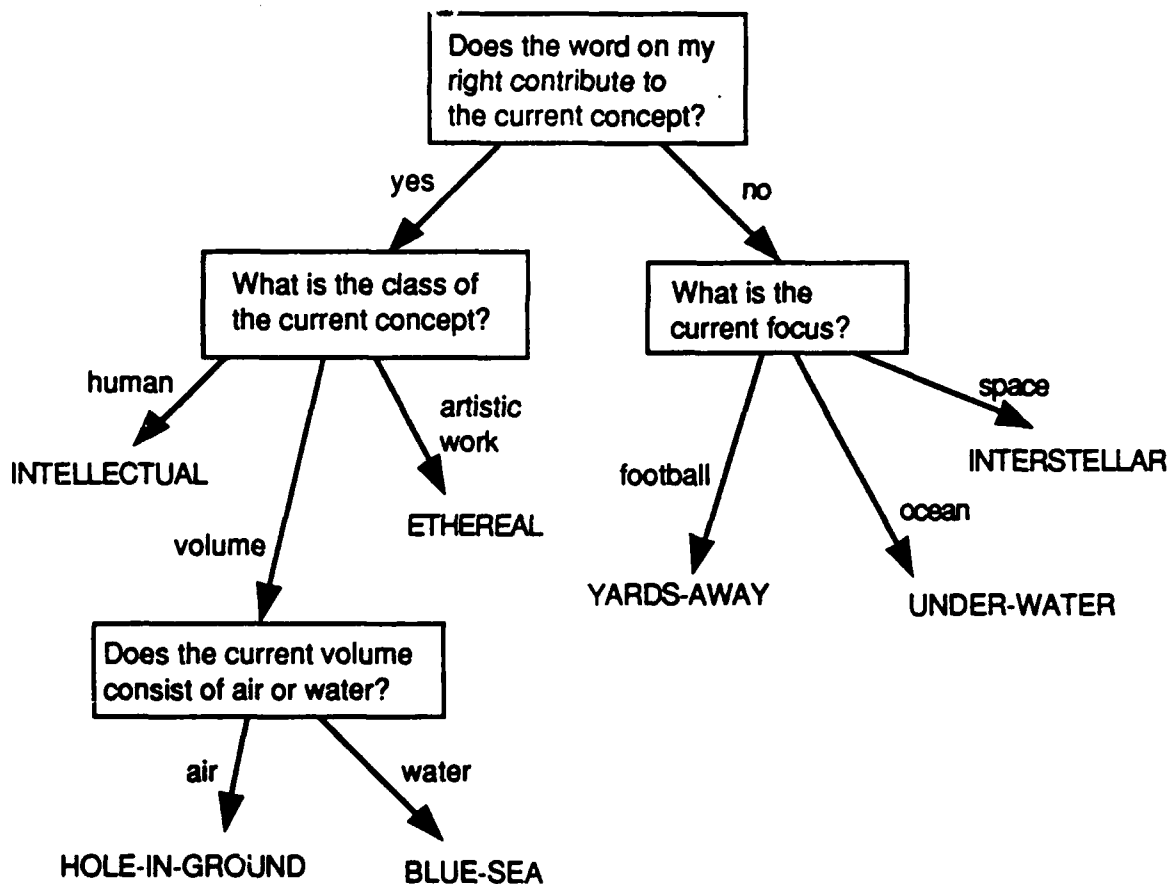 Does the word on my
right contribute to
the current concept?
yes
no
What is the class of
the current concept?
What is the
current focus?
human
artistic
work
space
INTELLECTUAL
INTERSTELLAR
football
ETHEREAL
ocean
volume
YARDS-AWAY
UNDER-WATER
Does the current volume
consist of air or water?
air
water
HOLE-IN-GROUND
BLUE-SEA